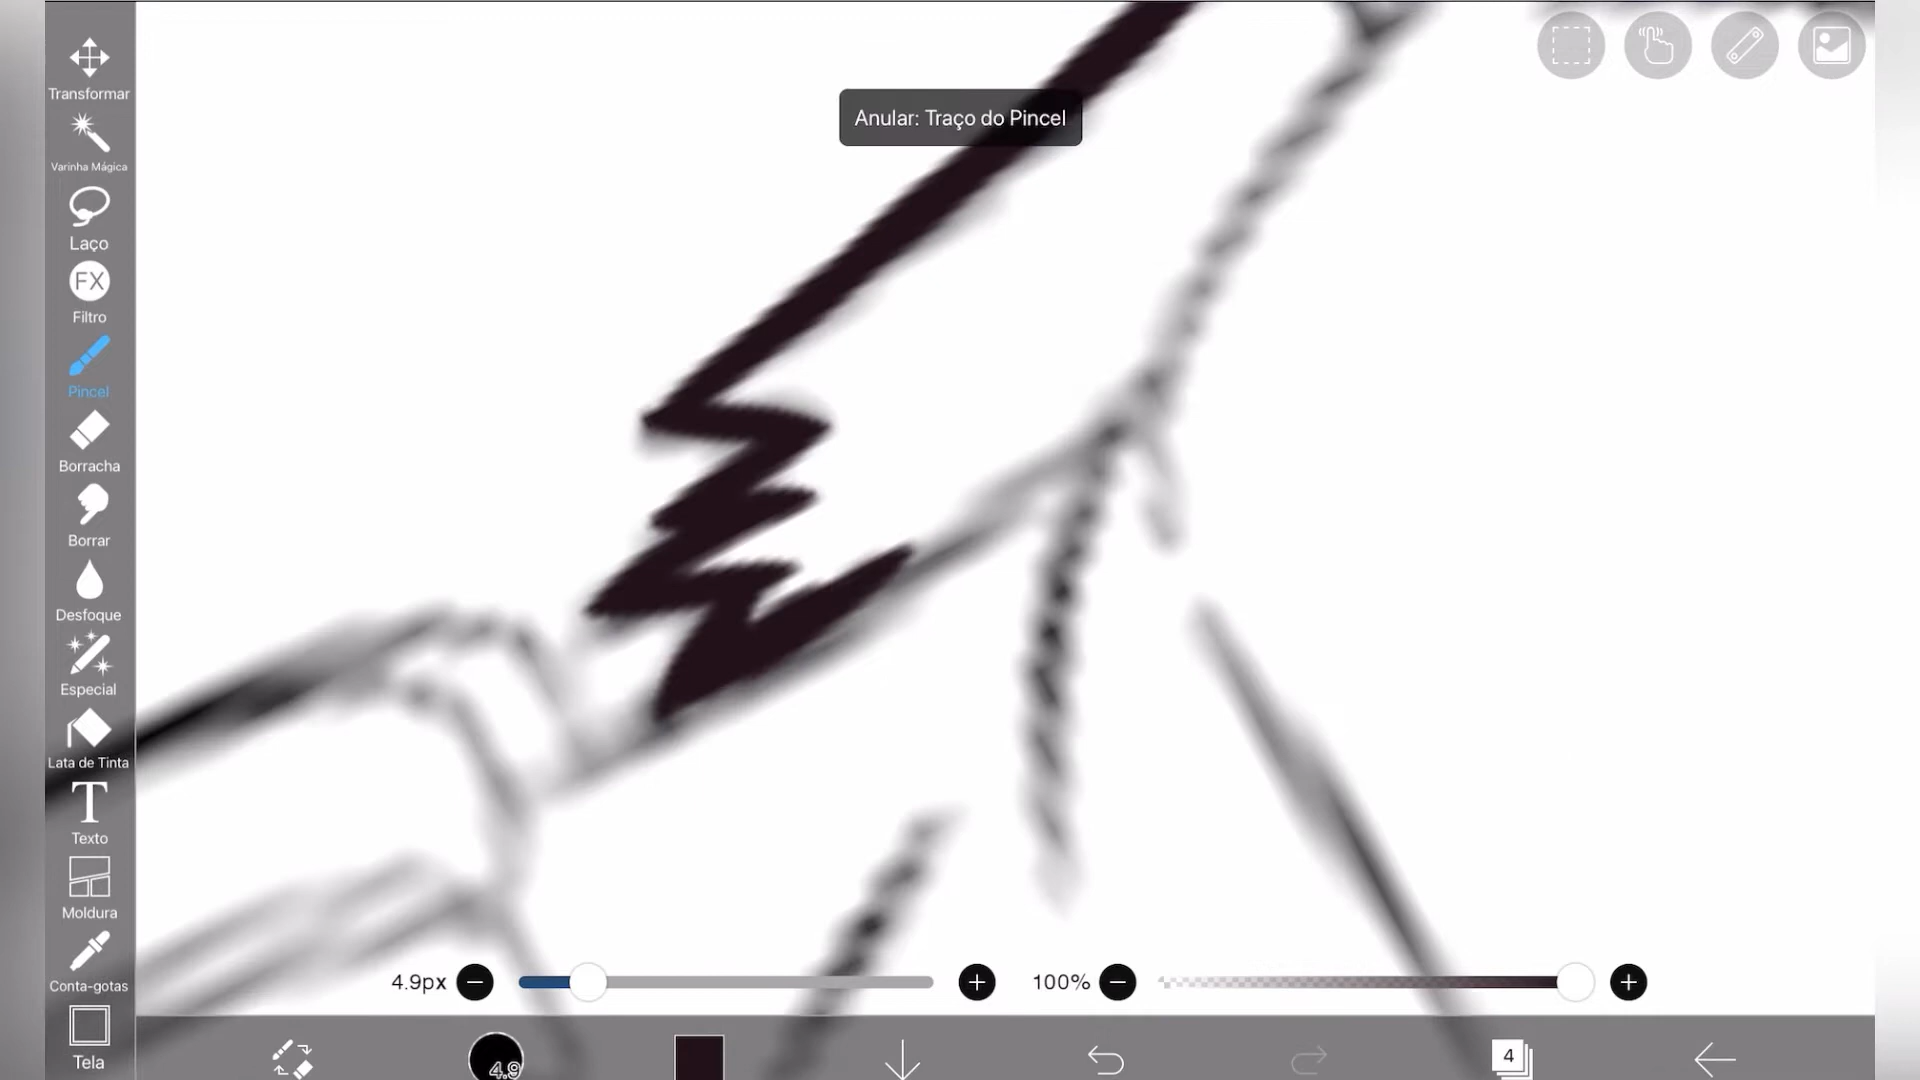 Transformar
Varinha Mágica
Laço
FX
Filtro
Pincel
Borracha
Borrar
Desfoque
Especial
Lata de Tinta
T
Texto
Moldura
Conta-gotas
Tela
Anular: Traço do Pincel
4.9px
100%
4.9
4